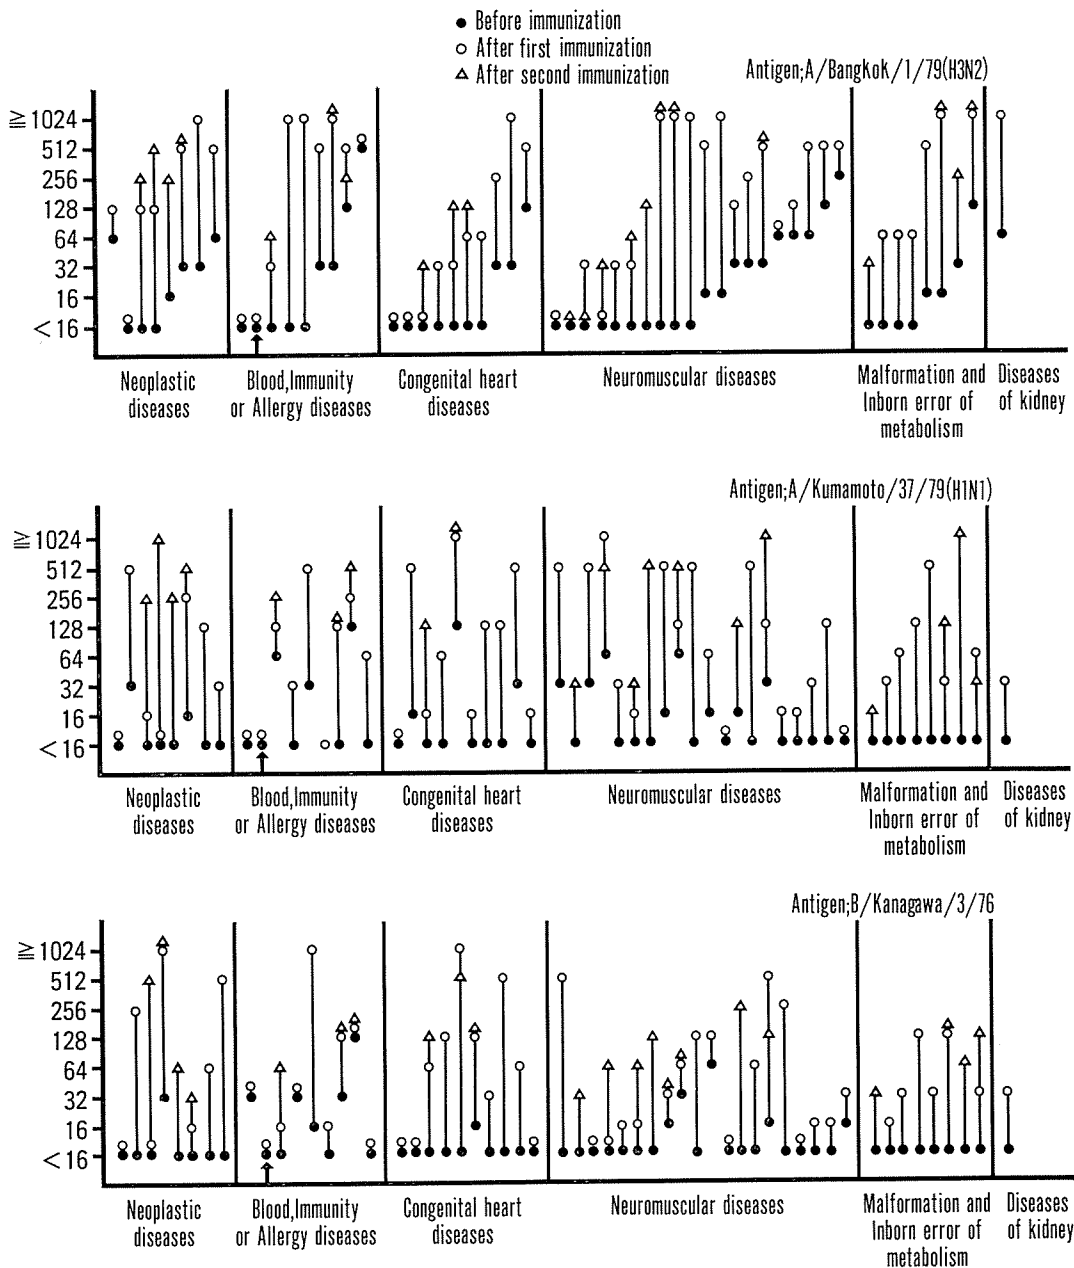 Before immunization
After first immunization
After second immunization
Antigen;A/Bangkok/1/79(H3N2)
≧1024
512
256
128
64
32
16
<16
Neoplastic diseases
Blood,Immunity or Allergy diseases
Congenital heart diseases
Neuromuscular diseases
Malformation and Inborn error of metabolism
Diseases of kidney
Antigen;A/Kumamoto/37/79(H1N1)
≧1024
512
256
128
64
32
16
<16
Neoplastic diseases
Blood,Immunity or Allergy diseases
Congenital heart diseases
Neuromuscular diseases
Malformation and Inborn error of metabolism
Diseases of kidney
Antigen;B/Kanagawa/3/76
≧1024
512
256
128
64
32
16
<16
Neoplastic diseases
Blood,Immunity or Allergy diseases
Congenital heart diseases
Neuromuscular diseases
Malformation and Inborn error of metabolism
Diseases of kidney